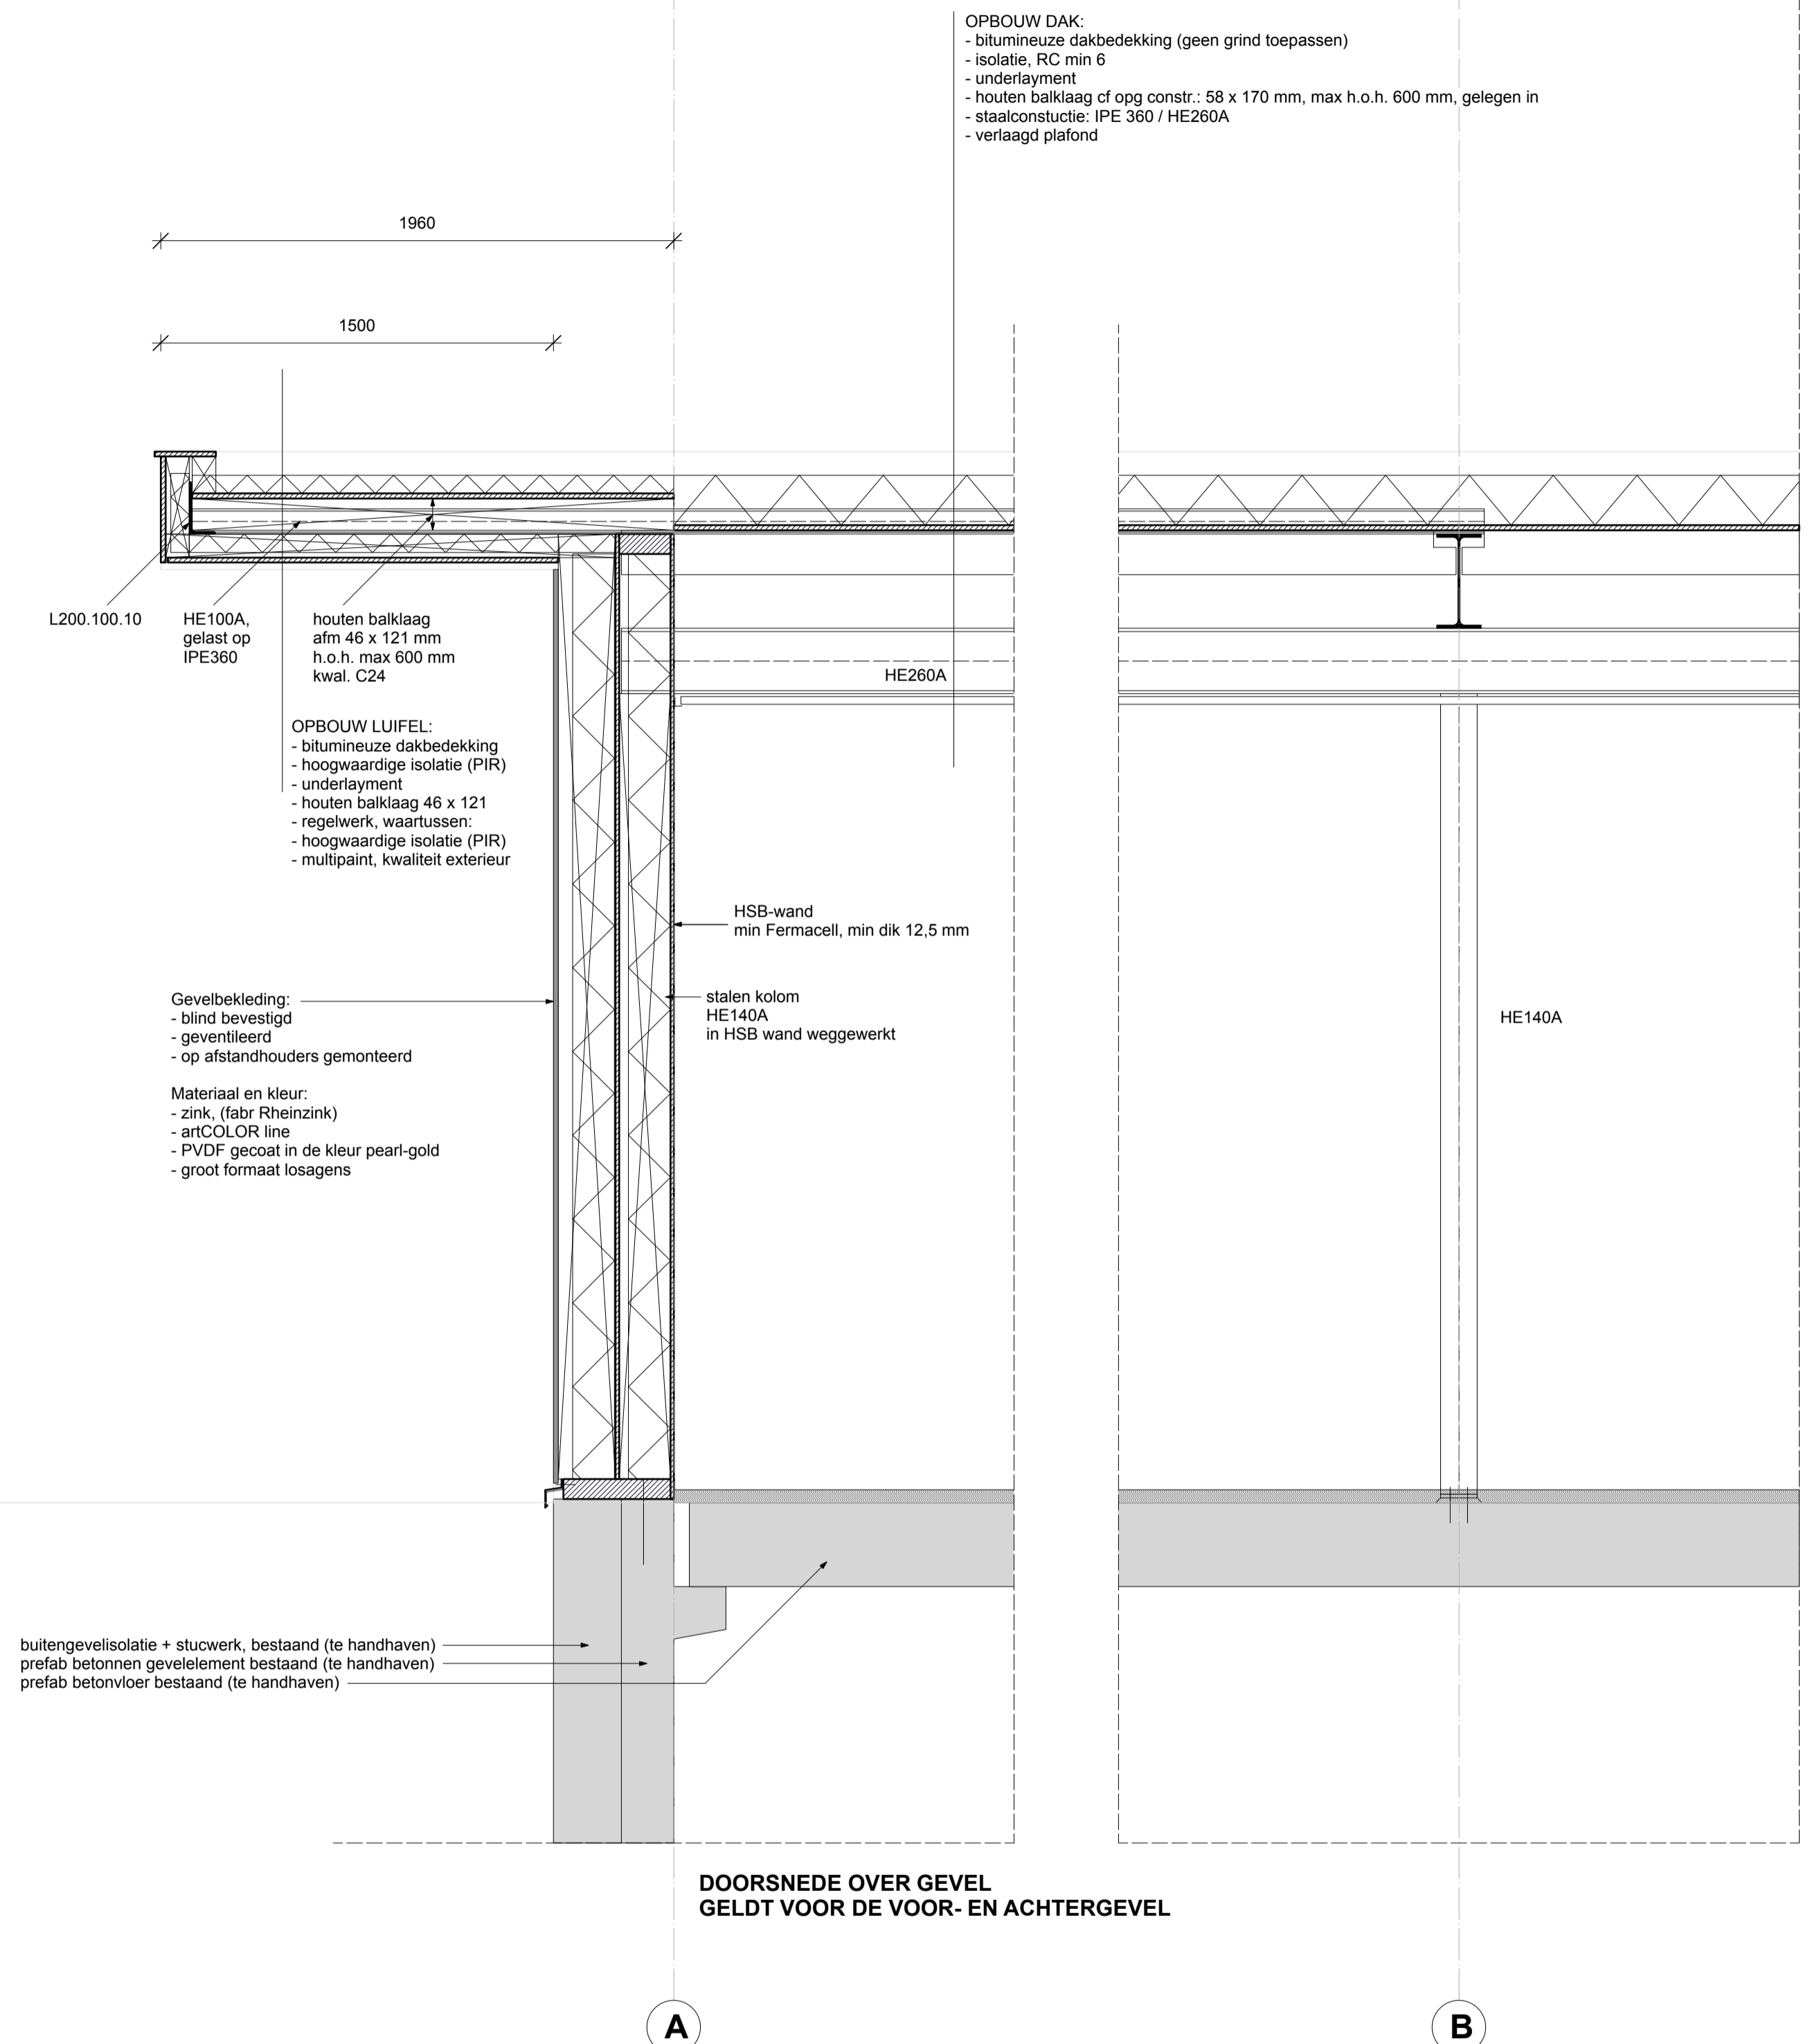 OPBOUW DAK:
- bitumineuze dakbedekking (geen grind toepassen)
- isolatie, RC min 6
- underlayment
- houten balklaag cf opg constr.: 58 x 170 mm, max h.o.h. 600 mm, gelegen in
- staalconstuctie: IPE 360 / HE260A
- verlaagd plafond
1960
1500
L200.100.10
HE100A,
gelast op
IPE360
houten balklaag
afm 46 x 121 mm
h.o.h. max 600 mm
kwal. C24
HE260A
OPBOUW LUIFEL:
- bitumineuze dakbedekking
- hoogwaardige isolatie (PIR)
- underlayment
- houten balklaag 46 x 121
- regelwerk, waartussen:
- hoogwaardige isolatie (PIR)
- multipaint, kwaliteit exterieur
HSB-wand
min Fermacell, min dik 12,5 mm
stalen kolom
HE140A
in HSB wand weggewerkt
HE140A
Gevelbekleding:
- blind bevestigd
- geventileerd
- op afstandhouders gemonteerd
Materiaal en kleur:
- zink, (fabr Rheinzink)
- artCOLOR line
- PVDF gecoat in de kleur pearl-gold
- groot formaat losagens
buitengevelisolatie + stucwerk, bestaand (te handhaven)
prefab betonnen gevelelement bestaand (te handhaven)
prefab betonvloer bestaand (te handhaven)
DOORSNEDE OVER GEVEL
GELDT VOOR DE VOOR- EN ACHTERGEVEL
A
B